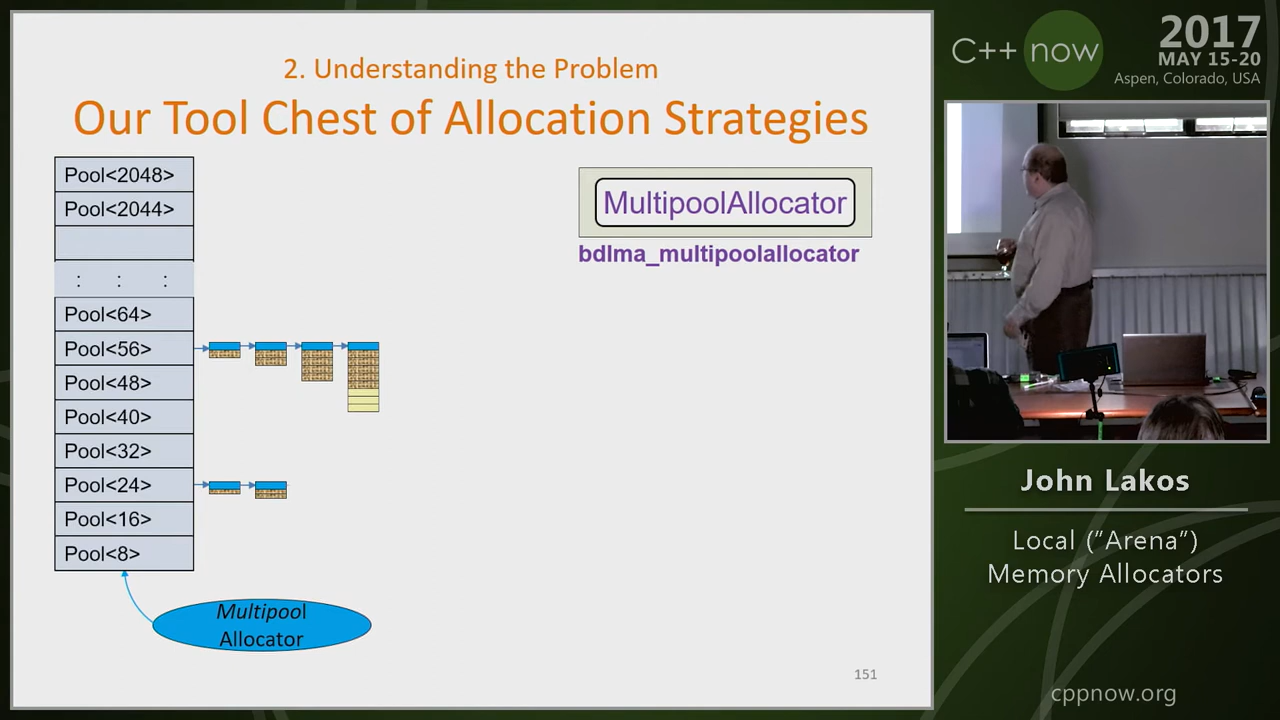 2. Understanding the Problem
Our Tool Chest of Allocation Strategies
Pool<2048>
Pool<2044>
: : :
Pool<64>
Pool<56>
Pool<48>
Pool<40>
Pool<32>
Pool<24>
Pool<16>
Pool<8>
Multipool
Allocator
MultipoolAllocator
bdlma_multipoolallocator
151
C++ now
2017
MAY 15-20
Aspen, Colorado, USA
John Lakos
Local ("Arena")
Memory Allocators
cppnow.org